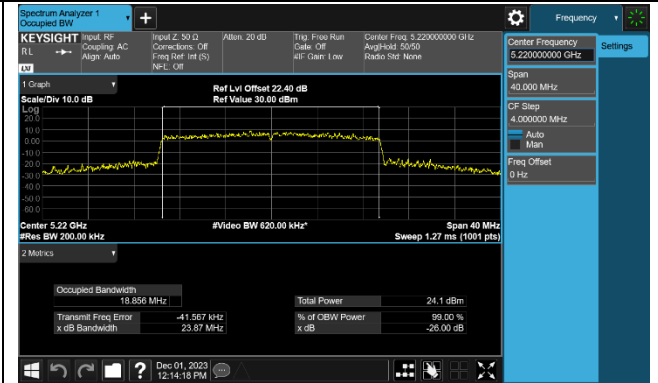 Spectrum Analyzer 1
Occupied BW
Frequency
KEYSIGHT
RL
LXI
Input: RF
Coupling: AC
Align: Auto
Input Z: 50 Ω
Corrections: Off
Freq Ref: Int (S)
NFE: Off
Atten: 20 dB
Trig: Free Run
Gate: Off
#IF Gain: Low
Center Freq: 5.220000000 GHz
Avg|Hold: 50/50
Radio Std: None
Center Frequency
5.220000000 GHz
Settings
Span
40.000 MHz
CF Step
4.000000 MHz
Auto
Man
Freq Offset
0 Hz
1 Graph
Scale/Div 10.0 dB
Ref Lvl Offset 22.40 dB
Ref Value 30.00 dBm
Log
20.0
10.0
0.00
-10.0
-20.0
-30.0
-40.0
-50.0
-60.0
Center 5.22 GHz
#Video BW 620.00 kHz*
Span 40 MHz
#Res BW 200.00 kHz
Sweep 1.27 ms (1001 pts)
2 Metrics
Occupied Bandwidth
18.856 MHz
Total Power 24.1 dBm
Transmit Freq Error -41.567 kHz
% of OBW Power 99.00 %
x dB Bandwidth 23.87 MHz
x dB -26.00 dB
?
Dec 01, 2023
12:14:18 PM